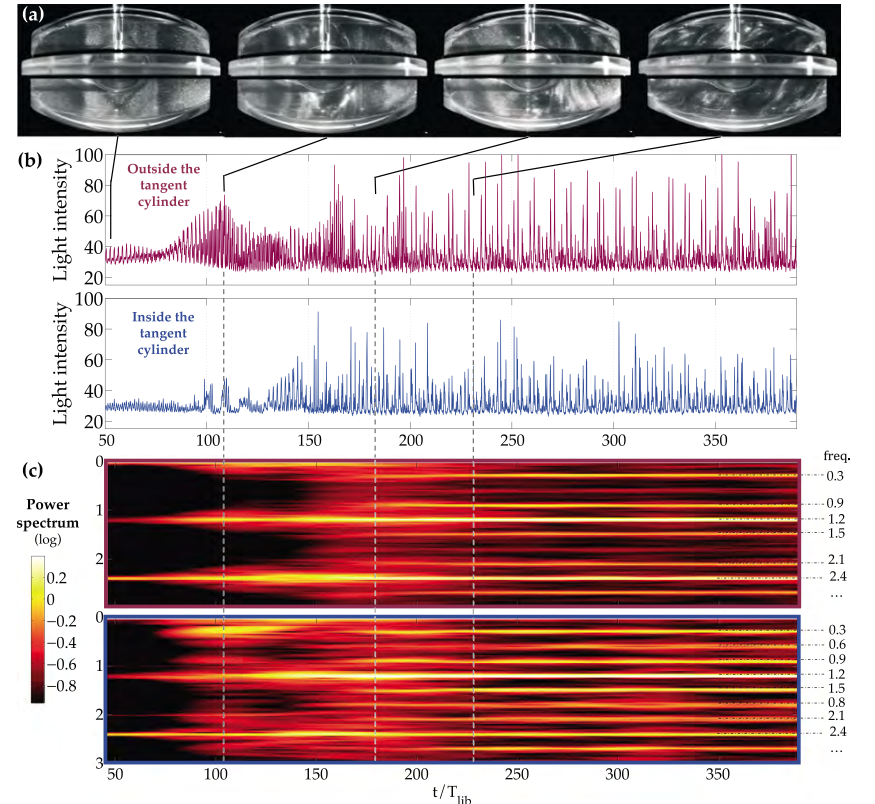 (a)
(b)
100
80
60
40
20
Light intensity
Outside the
tangent
cylinder
100
80
60
40
20
Light intensity
Inside the
tangent
cylinder
50 100 150 200 250 300 350
(c)
freq.
0
1
2
0.3
0.9
1.2
1.5
2.1
2.4
...
Power
spectrum
(log)
0.2
0
−0.2
−0.4
−0.6
−0.8
0
1
2
3
0.3
0.6
0.9
1.2
1.5
0.8
2.1
2.4
...
50 100 150 200 250 300 350
t/T_lib